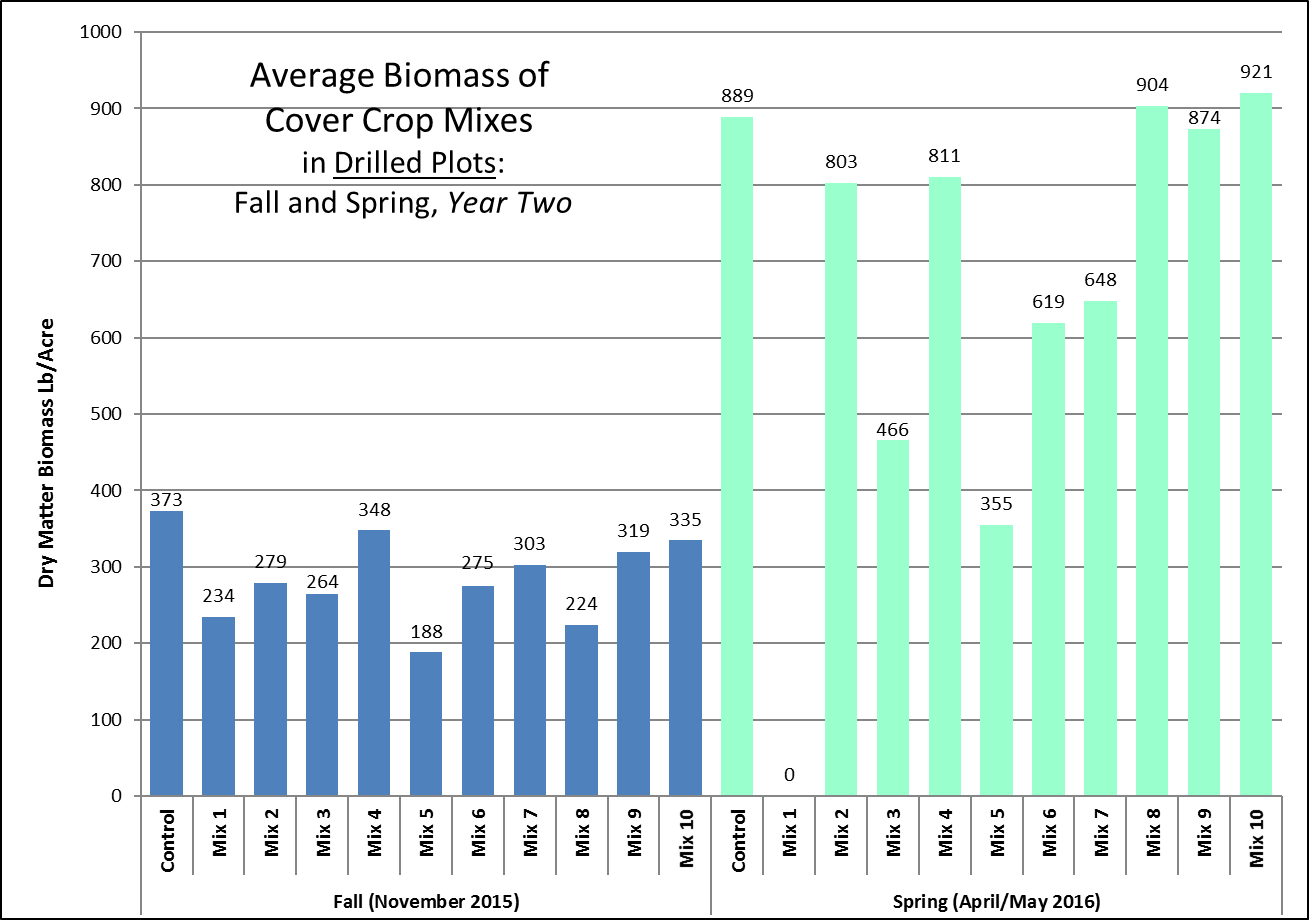 Average Biomass of
Cover Crop Mixes
in Drilled Plots:
Fall and Spring, Year Two
Dry Matter Biomass Lb/Acre
1000
900
800
700
600
500
400
300
200
100
0
373
234
279
264
348
188
275
303
224
319
335
889
0
803
466
811
355
619
648
904
874
921
Control
Mix 1
Mix 2
Mix 3
Mix 4
Mix 5
Mix 6
Mix 7
Mix 8
Mix 9
Mix 10
Control
Mix 1
Mix 2
Mix 3
Mix 4
Mix 5
Mix 6
Mix 7
Mix 8
Mix 9
Mix 10
Fall (November 2015)
Spring (April/May 2016)